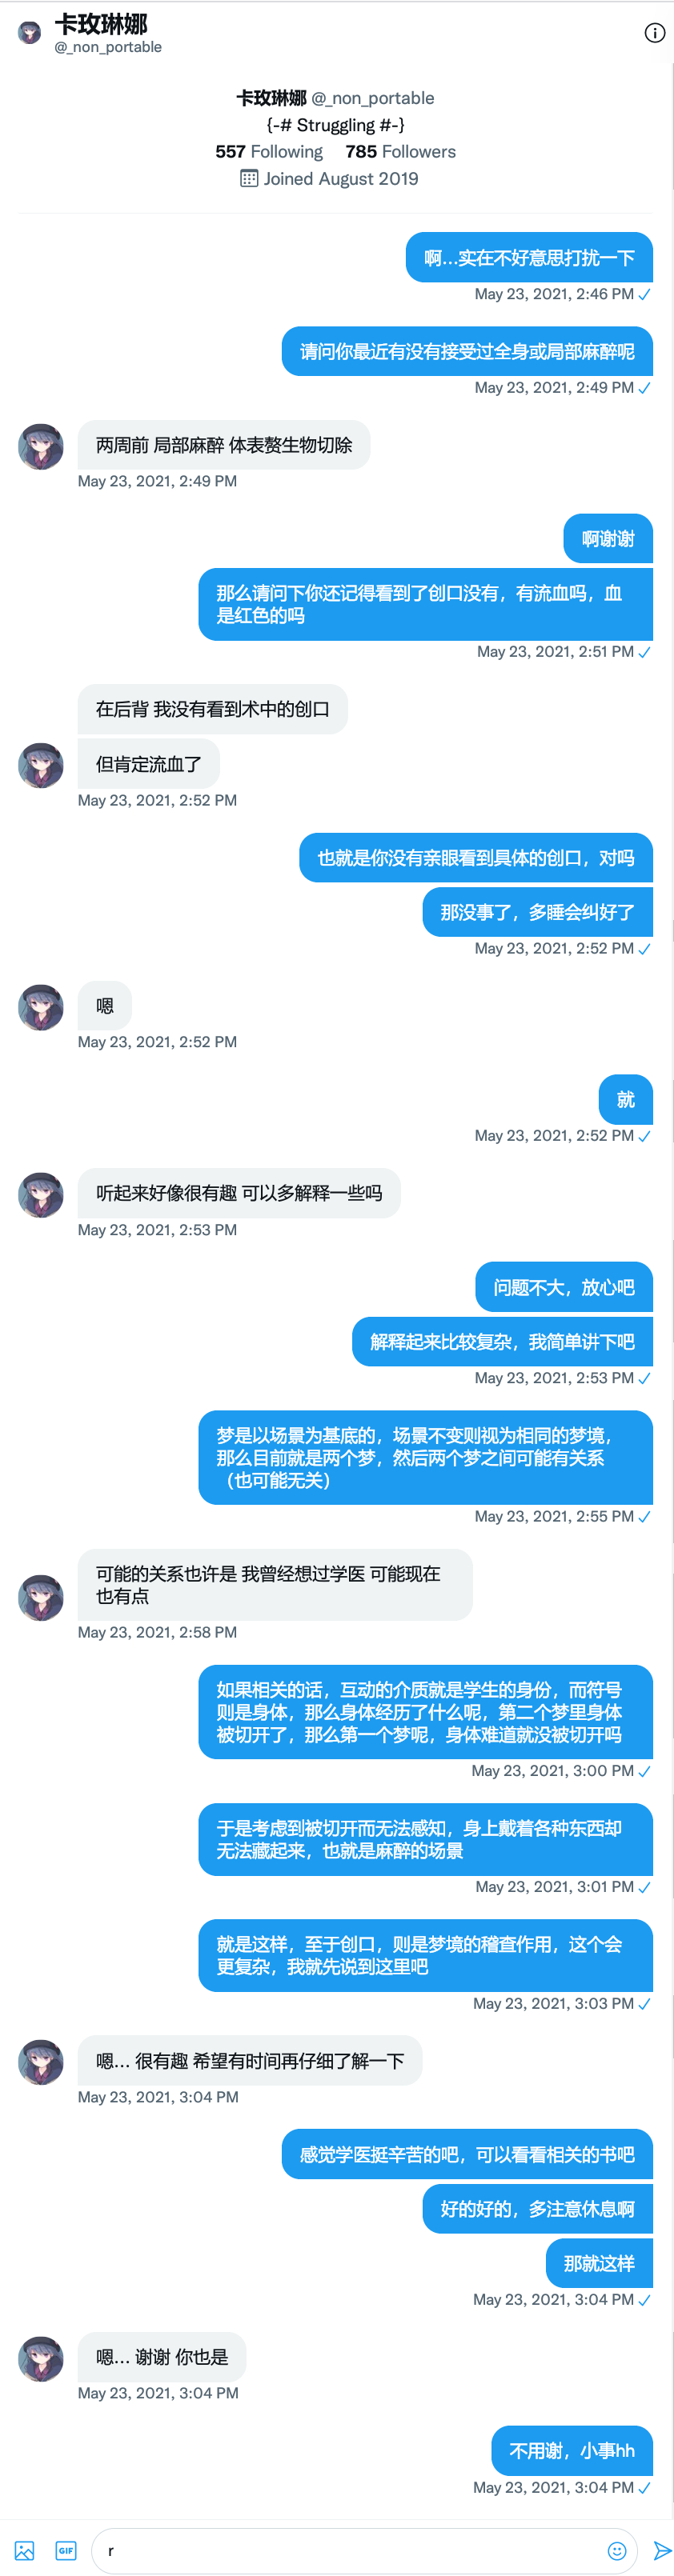 卡玫琳娜
@_non_portable
卡玫琳娜 @_non_portable
{-# Struggling #-}
557 Following 785 Followers
Joined August 2019
啊...实在不好意思打扰一下
May 23, 2021, 2:46 PM
请问你最近有没有接受过全身或局部麻醉呢
May 23, 2021, 2:49 PM
两周前 局部麻醉 体表赘生物切除
May 23, 2021, 2:49 PM
啊谢谢
那么请问下你还记得看到了创口没有，有流血吗，血
是红色的吗
May 23, 2021, 2:51 PM
在后背 我没有看到术中的创口
但肯定流血了
May 23, 2021, 2:52 PM
也就是你没有亲眼看到具体的创口，对吗
那没事了，多睡会纠好了
May 23, 2021, 2:52 PM
嗯
May 23, 2021, 2:52 PM
就
May 23, 2021, 2:52 PM
听起来好像很有趣 可以多解释一些吗
May 23, 2021, 2:53 PM
问题不大，放心吧
解释起来比较复杂，我简单讲下吧
May 23, 2021, 2:53 PM
梦是以场景为基底的，场景不变则视为相同的梦境，
那么目前就是两个梦，然后两个梦之间可能有关系
（也可能无关）
May 23, 2021, 2:55 PM
可能的关系也许是 我曾经想过学医 可能现在
也有点
May 23, 2021, 2:58 PM
如果相关的话，互动的介质就是学生的身份，而符号
则是身体，那么身体经历了什么呢，第二个梦里身体
被切开了，那么第一个梦呢，身体难道就没被切开吗
May 23, 2021, 3:00 PM
于是考虑到被切开而无法感知，身上戴着各种东西却
无法藏起来，也就是麻醉的场景
May 23, 2021, 3:01 PM
就是这样，至于创口，则是梦境的稽查作用，这个会
更复杂，我就先说到这里吧
May 23, 2021, 3:03 PM
嗯... 很有趣 希望有时间再仔细了解一下
May 23, 2021, 3:04 PM
感觉学医挺辛苦的吧，可以看看相关的书吧
好的好的，多注意休息啊
那就这样
May 23, 2021, 3:04 PM
嗯... 谢谢 你也是
May 23, 2021, 3:04 PM
不用谢，小事hh
May 23, 2021, 3:04 PM
GIF
r